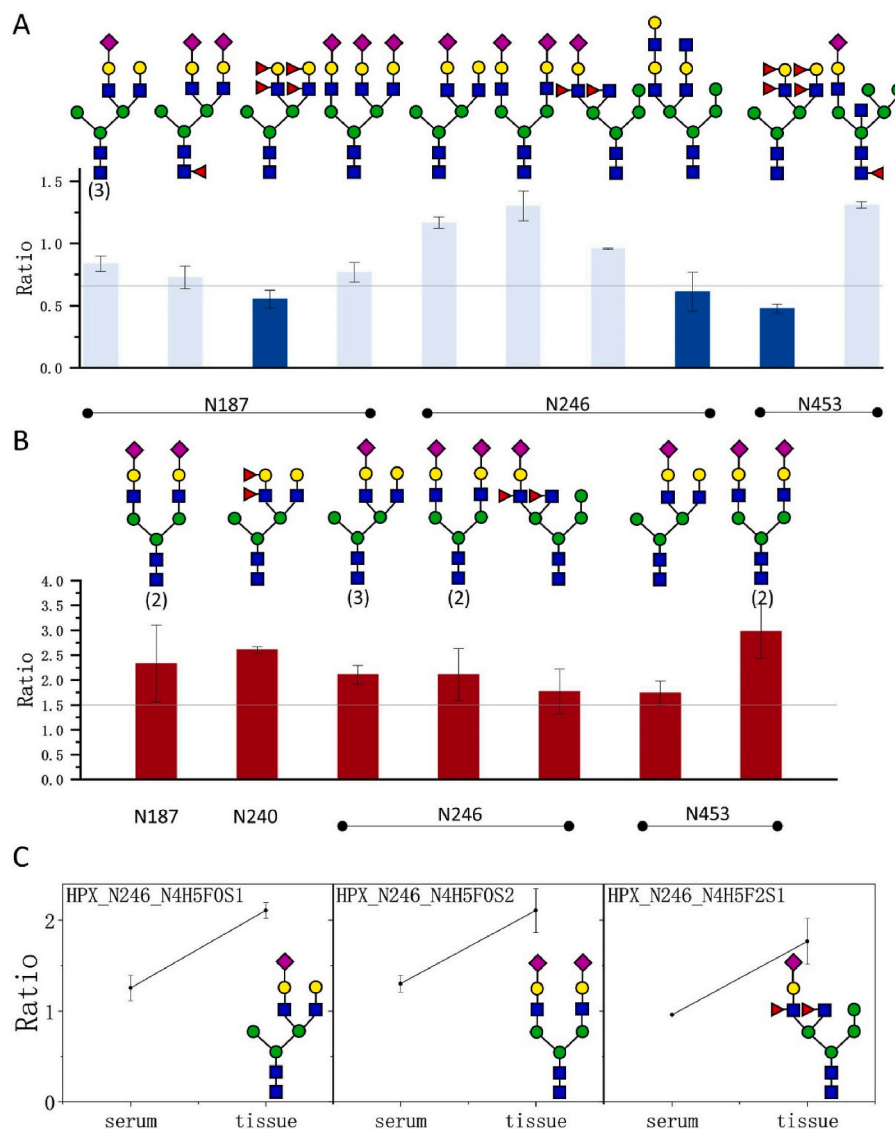 A
1.5
(3)
1.0
Ratio
0.5
0.0
N187
N246
N453
B
4.0
(2)
(3)
(2)
(2)
3.5
3.0
2.5
Ratio
2.0
1.5
1.0
0.5
0.0
N187
N240
N246
N453
C
HPX_N246_N4H5F0S1
HPX_N246_N4H5F0S2
HPX_N246_N4H5F2S1
2
Ratio
1
0
serum
tissue
serum
tissue
serum
tissue